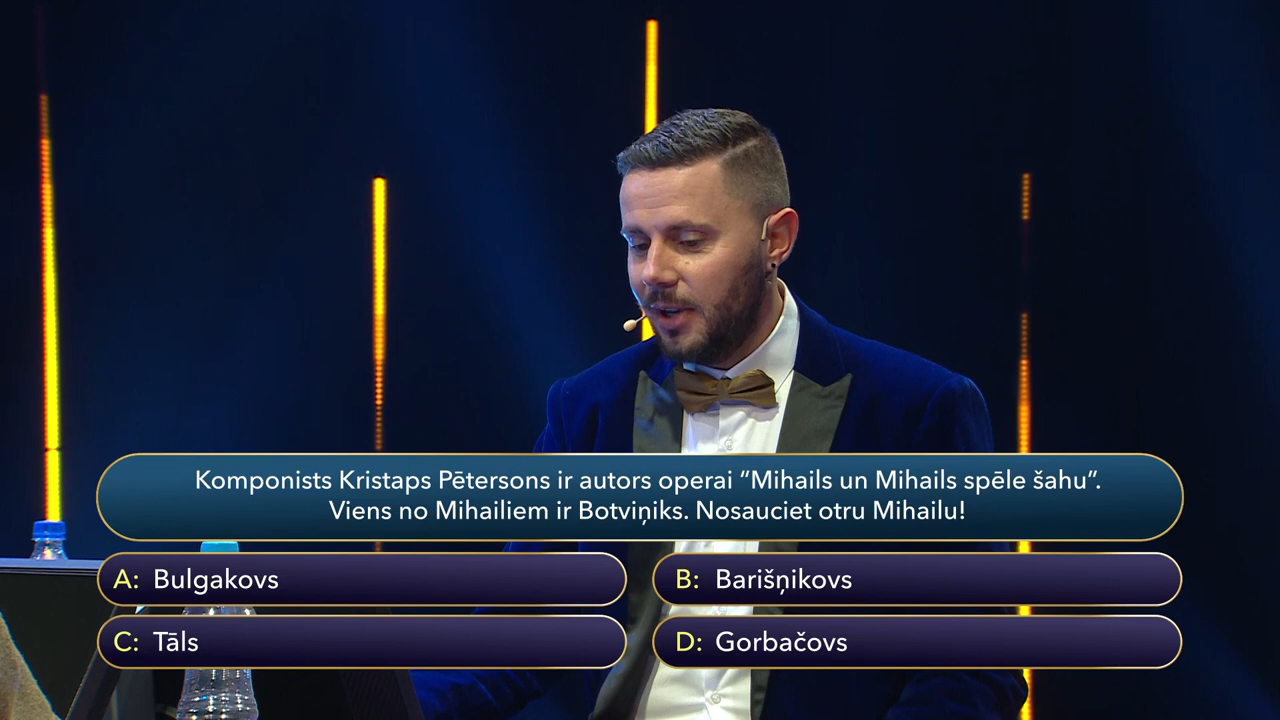 Komponists Kristaps Pētersons ir autors operai “Mihails un Mihails spēle šahu”.
Viens no Mihailiem ir Botviņiks. Nosauciet otru Mihailu!
A: Bulgakovs
B: Barišņikovs
C: Tāls
D: Gorbačovs